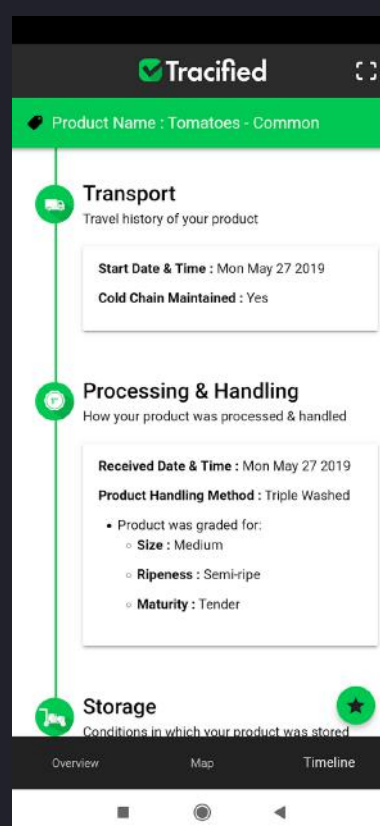 Tracified
Product Name : Tomatoes - Common
Transport
Travel history of your product
Start Date & Time : Mon May 27 2019
Cold Chain Maintained : Yes
Processing & Handling
How your product was processed & handled
Received Date & Time : Mon May 27 2019
Product Handling Method : Triple Washed
• Product was graded for:
◦ Size : Medium
◦ Ripeness : Semi-ripe
◦ Maturity : Tender
Storage
Conditions in which your product was stored
Overview Map Timeline